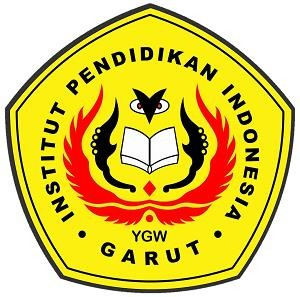 INSTITUT PENDIDIKAN INDONESIA
YGW
• GARUT •